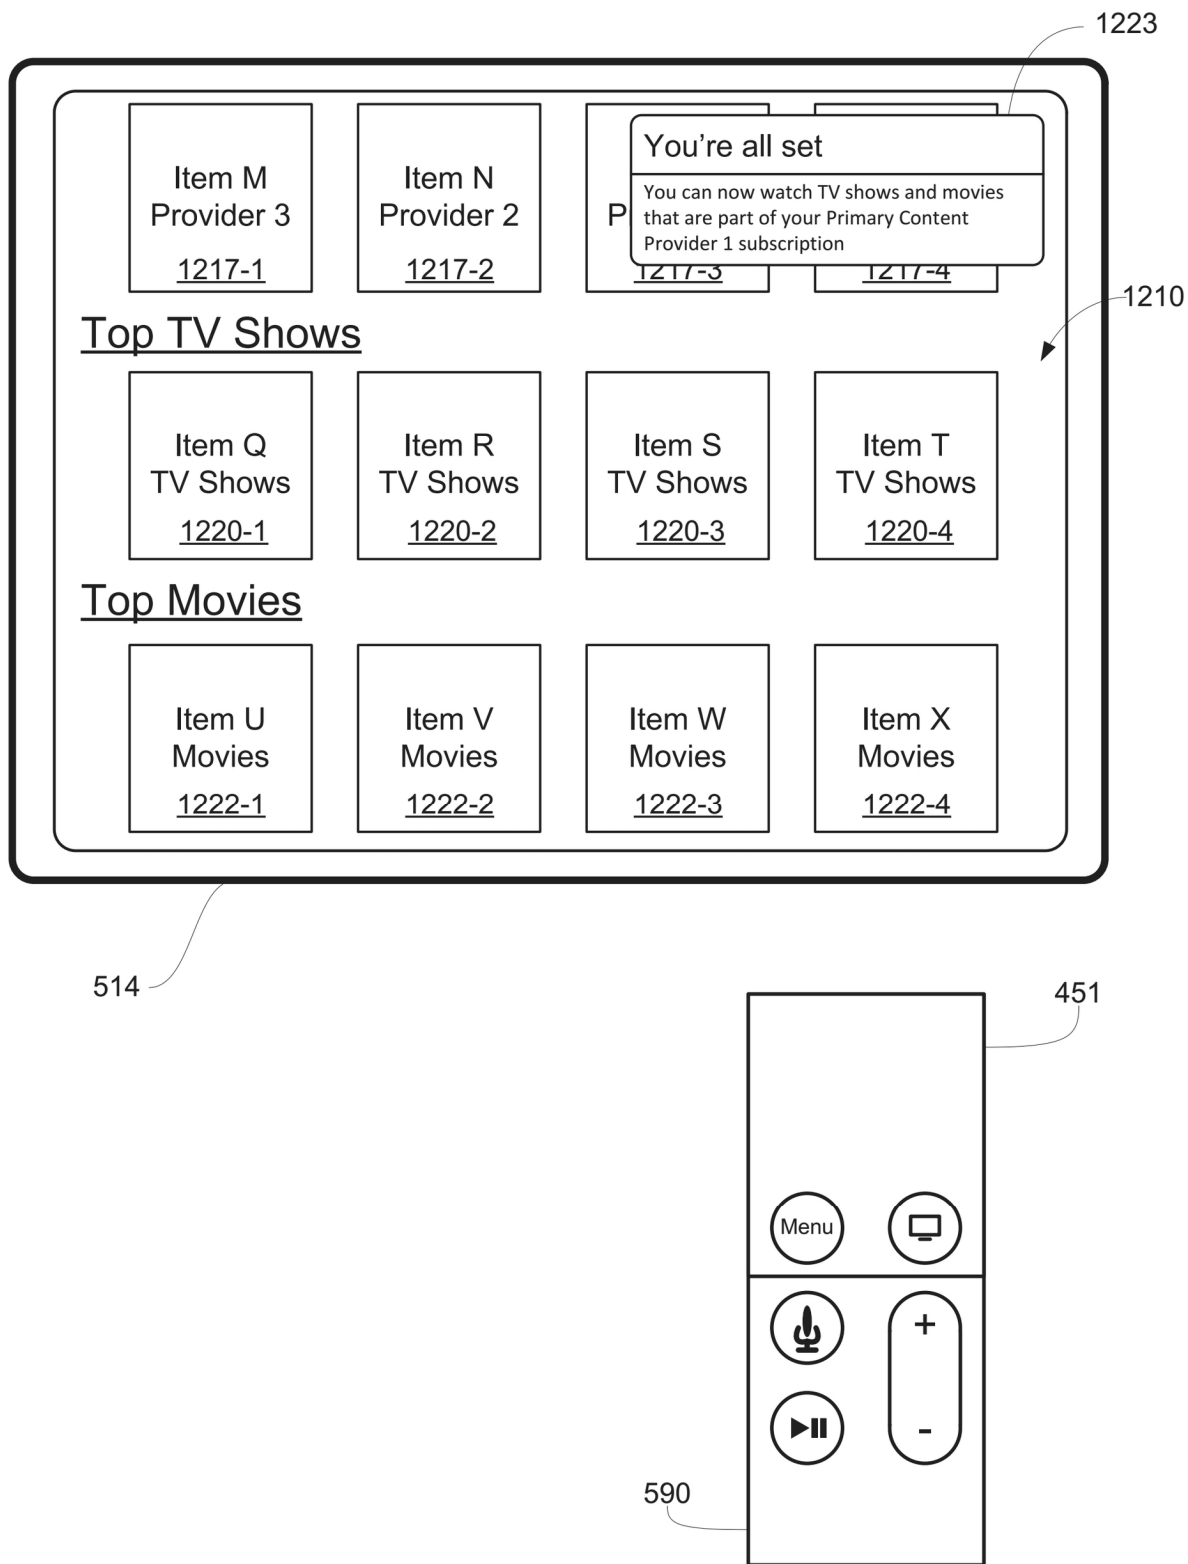 1223
Item M
Provider 3
1217-1
Item N
Provider 2
1217-2
1217-3
1217-4
You're all set
You can now watch TV shows and movies
that are part of your Primary Content
Provider 1 subscription
1210
Top TV Shows
Item Q
TV Shows
1220-1
Item R
TV Shows
1220-2
Item S
TV Shows
1220-3
Item T
TV Shows
1220-4
Top Movies
Item U
Movies
1222-1
Item V
Movies
1222-2
Item W
Movies
1222-3
Item X
Movies
1222-4
514
451
Menu
+
-
590